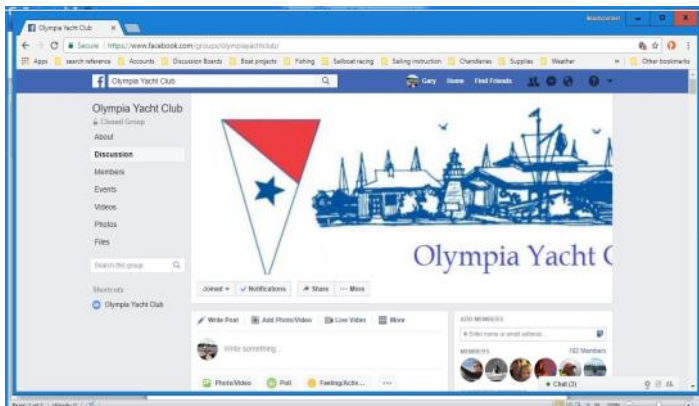 Olympia Yacht Club
Secure https://www.facebook.com/groups/olympiayachtclub/
Apps search reference Accounts Discussion Boards Boat projects Fishing Sailboat racing Sailing instruction Chandleries Supplies Weather » Other bookmarks
Olympia Yacht Club Gary Home Find Friends
Olympia Yacht Club
Closed Group
About
Discussion
Members
Events
Videos
Photos
Files
Search this group
Shortcuts
Olympia Yacht Club
Olympia Yacht C
Joined Notifications Share More
Write Post Add Photo/Video Live Video More
Write something...
Photo/Video Poll Feeling/Activ...
ADD MEMBERS
+ Enter name or email address...
MEMBERS 182 Members
Chat (3)